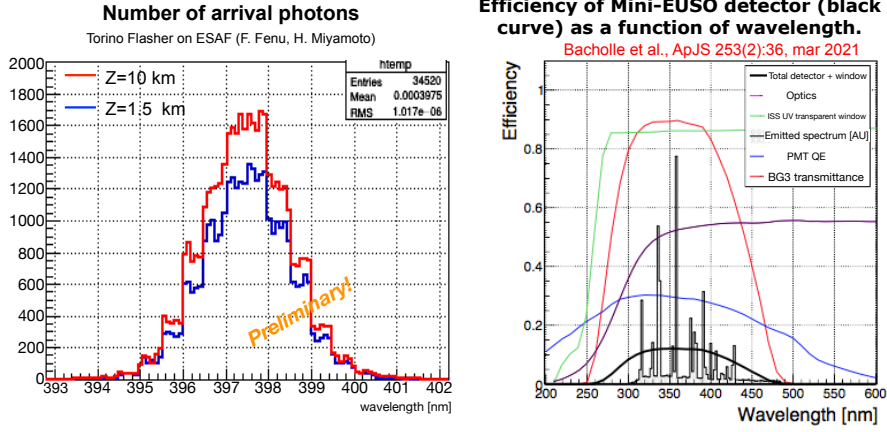 Number of arrival photons
Torino Flasher on ESAF (F. Fenu, H. Miyamoto)
htemp
Entries 34520
Mean 0.0003975
RMS 1.017e-06
Z=10 km
Z=1.5 km
2000
1800
1600
1400
1200
1000
800
600
400
200
0
Preliminary!
393 394 395 396 397 398 399 400 401 402
wavelength [nm]
Efficiency of Mini-EUSO detector (black
curve) as a function of wavelength.
Bacholle et al., ApJS 253(2):36, mar 2021
Efficiency
Total detector + window
Optics
ISS UV transparent window
Emitted spectrum [AU]
PMT QE
BG3 transmittance
1
0.8
0.6
0.4
0.2
0
200 250 300 350 400 450 500 550 600
Wavelength [nm]